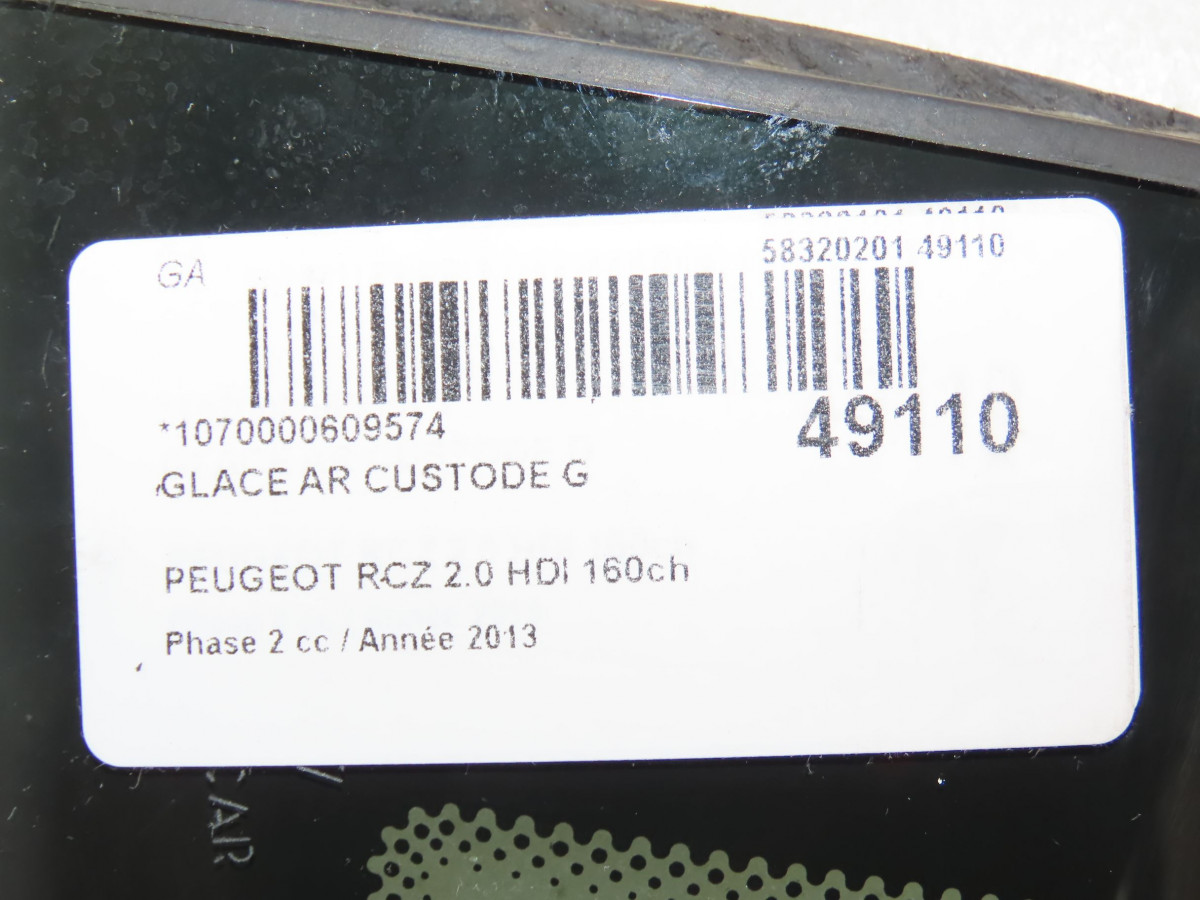 GA
58320201 49110
*1070000609574
49110
GLACE AR CUSTODE G
PEUGEOT RCZ 2.0 HDI 160ch
Phase 2 cc / Année 2013
AR